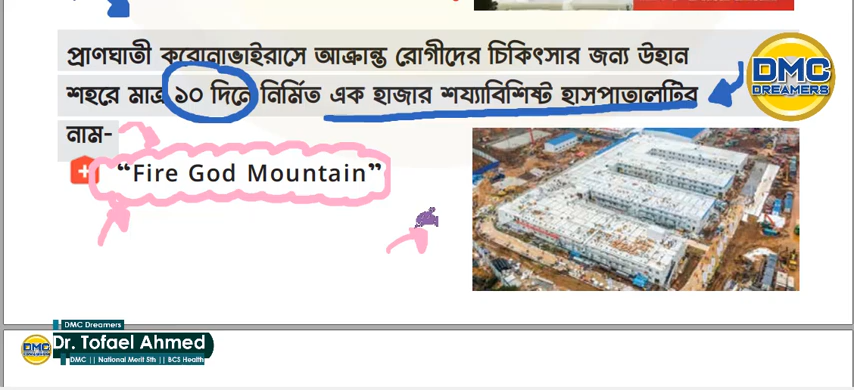 প্রাণঘাতী করোনাভাইরাসে আক্রান্ত রোগীদের চিকিৎসার জন্য উহান
শহরে মাত্র ১০ দিনে নির্মিত এক হাজার শয্যাবিশিষ্ট হাসপাতালটির
নাম-
“Fire God Mountain”
DMC
DREAMERS
DMC Dreamers
Dr. Tofael Ahmed
DMC || National Merit 5th || BCS Health